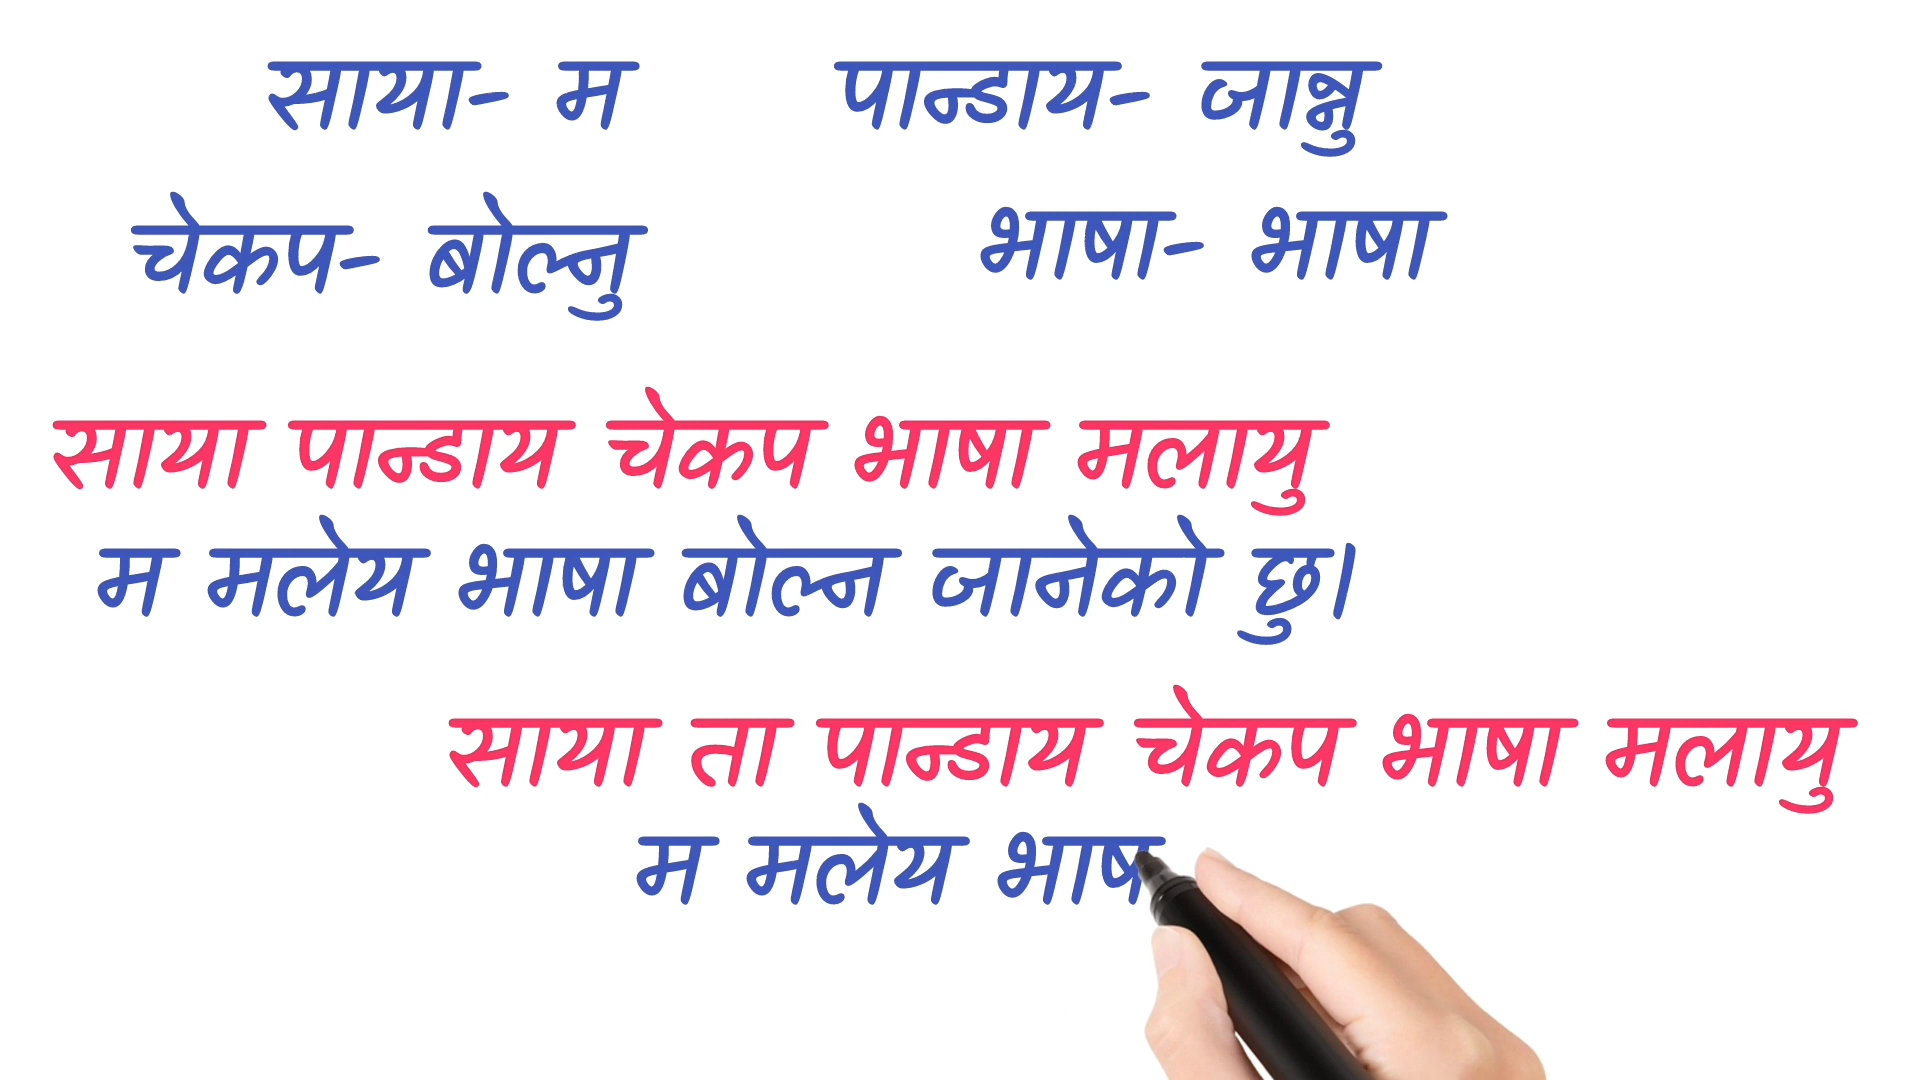 साया- म पान्डाय- जान्नु
चेकप- बोल्नु भाषा- भाषा
साया पान्डाय चेकप भाषा मलायु
म मलेय भाषा बोल्न जानेको छु।
साया ता पान्डाय चेकप भाषा मलायु
म मलेय भाष